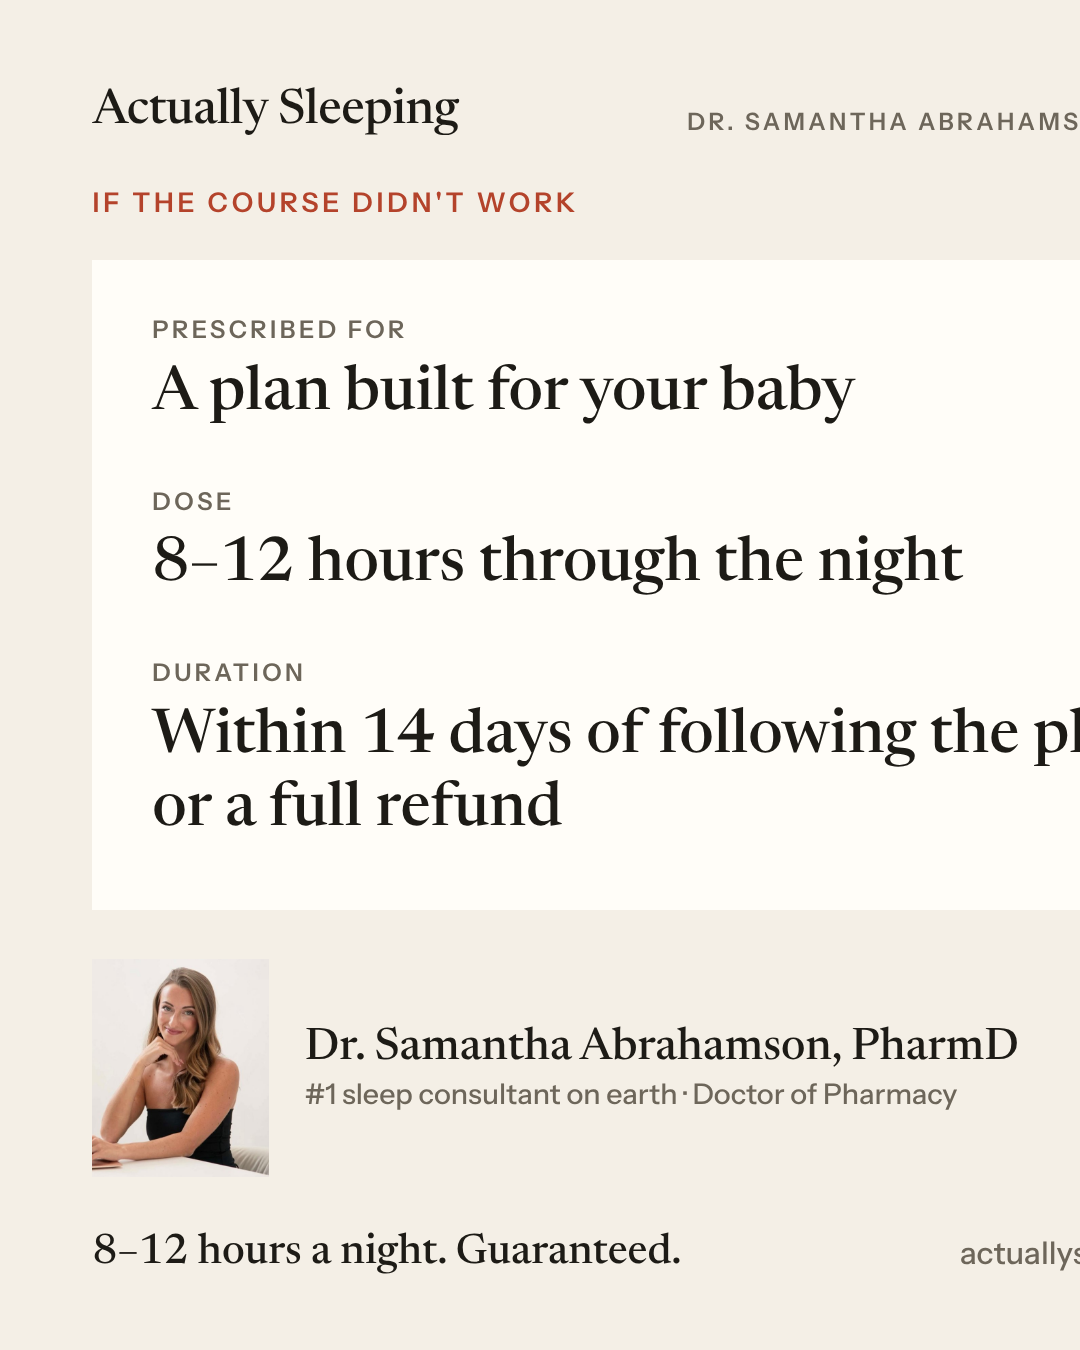 Actually Sleeping
DR. SAMANTHA ABRAHAMS
IF THE COURSE DIDN'T WORK
PRESCRIBED FOR
A plan built for your baby
DOSE
8–12 hours through the night
DURATION
Within 14 days of following the pl
or a full refund
Dr. Samantha Abrahamson, PharmD
#1 sleep consultant on earth · Doctor of Pharmacy
8–12 hours a night. Guaranteed.
actuallys